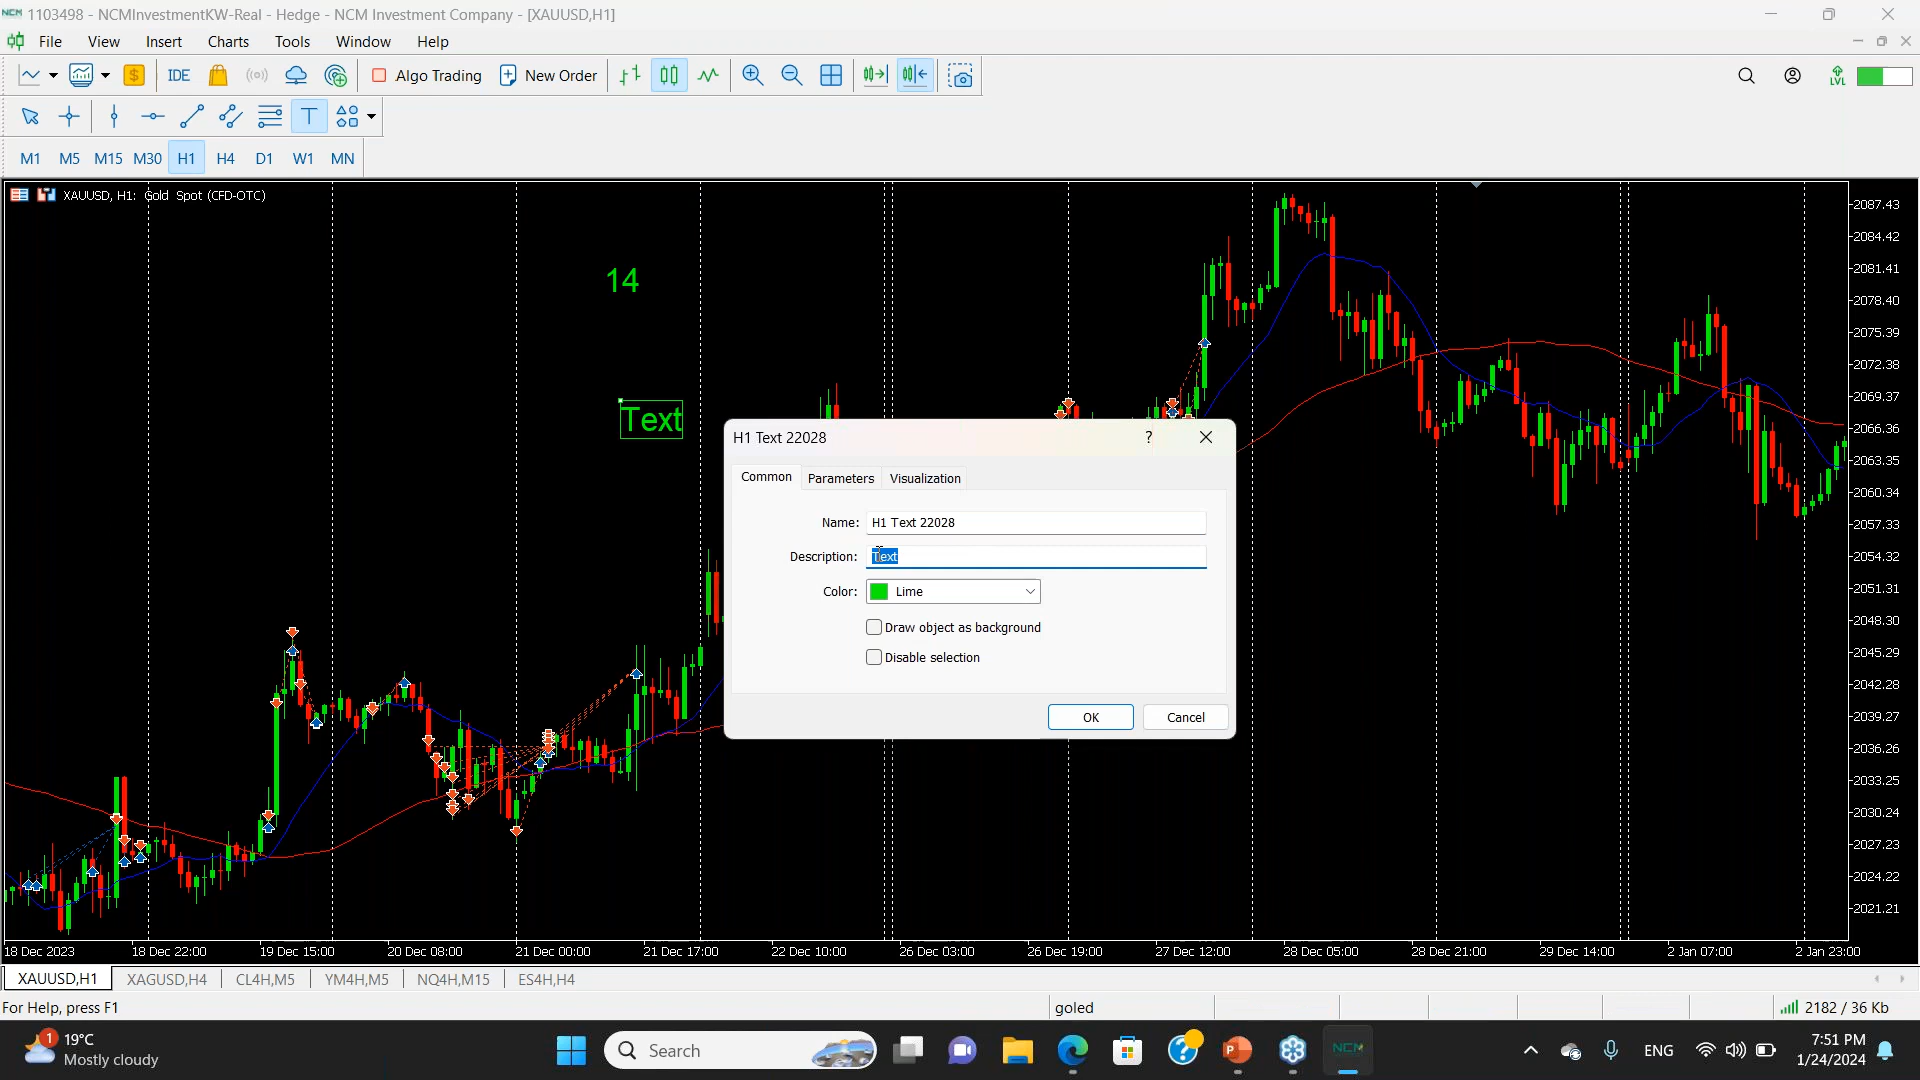 1103498 - NCMInvestmentKW-Real - Hedge - NCM Investment Company - [XAUUSD,H1]
File View Insert Charts Tools Window Help
IDE Algo Trading New Order LVL
M1 M5 M15 M30 H1 H4 D1 W1 MN
XAUUSD, H1: Gold Spot (CFD-OTC)
14
Text
H1 Text 22028 ?
Common Parameters Visualization
Name: H1 Text 22028
Description: Text
Color: Lime
Draw object as background
Disable selection
OK Cancel
2087.43
2084.42
2081.41
2078.40
2075.39
2072.38
2069.37
2066.36
2063.35
2060.34
2057.33
2054.32
2051.31
2048.30
2045.29
2042.28
2039.27
2036.26
2033.25
2030.24
2027.23
2024.22
2021.21
18 Dec 2023 18 Dec 22:00 19 Dec 15:00 20 Dec 08:00 21 Dec 00:00 21 Dec 17:00 22 Dec 10:00 26 Dec 03:00 26 Dec 19:00 27 Dec 12:00 28 Dec 05:00 28 Dec 21:00 29 Dec 14:00 2 Jan 07:00 2 Jan 23:00
XAUUSD,H1 XAGUSD,H4 CL4H,M5 YM4H,M5 NQ4H,M15 ES4H,H4
For Help, press F1 goled 2182 / 36 Kb
1 19°C
Mostly cloudy
Search
NCM
ENG
7:51 PM
1/24/2024